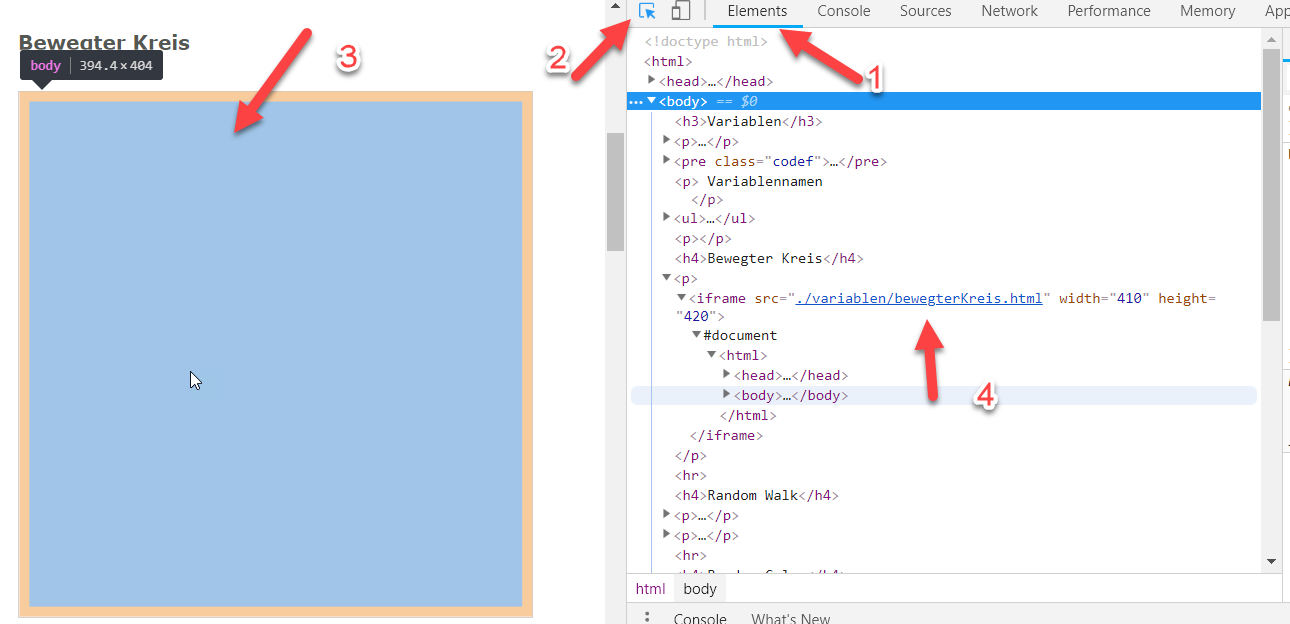 Bewegter Kreis
body 394.4 × 404
3
2
1
4
Elements Console Sources Network Performance Memory App
<!doctype html>
<html>
<head>…</head>
… <body> == $0
<h3>Variablen</h3>
<p>…</p>
<pre class="codef">…</pre>
<p> Variablennamen
</p>
<ul>…</ul>
<p></p>
<h4>Bewegter Kreis</h4>
<p>
<iframe src="./variablen/bewegterKreis.html" width="410" height=
"420">
#document
<html>
<head>…</head>
<body>…</body>
</html>
</iframe>
</p>
<hr>
<h4>Random Walk</h4>
<p>…</p>
<p>…</p>
<hr>
html body
Console What's New